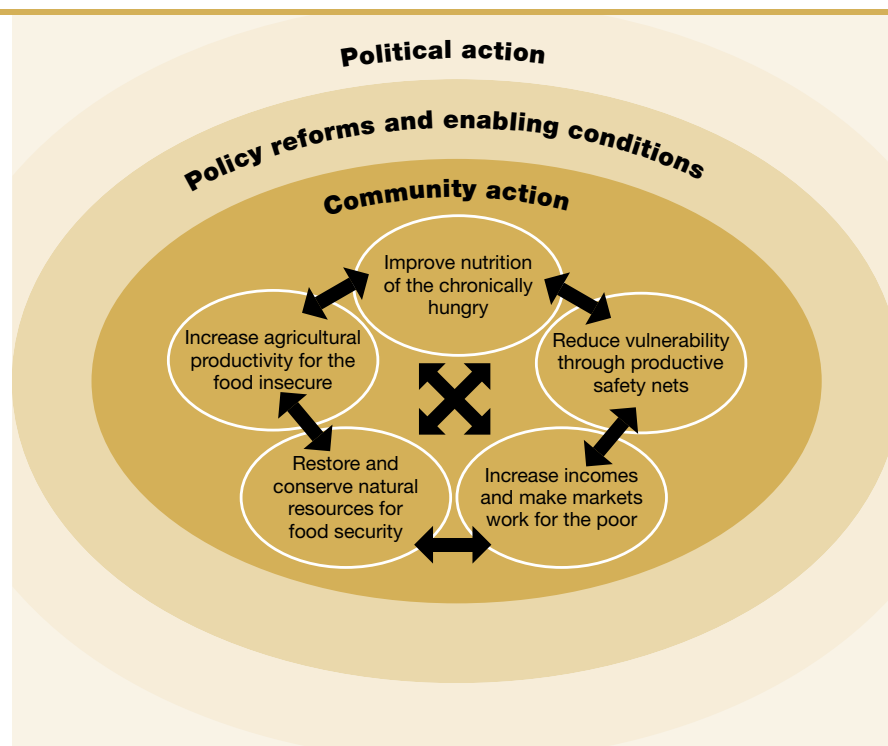 Political action
Policy reforms and enabling conditions
Community action
Improve nutrition
of the chronically
hungry
Increase agricultural
productivity for the
food insecure
Reduce vulnerability
through productive
safety nets
Restore and
conserve natural
resources for
food security
Increase incomes
and make markets
work for the poor